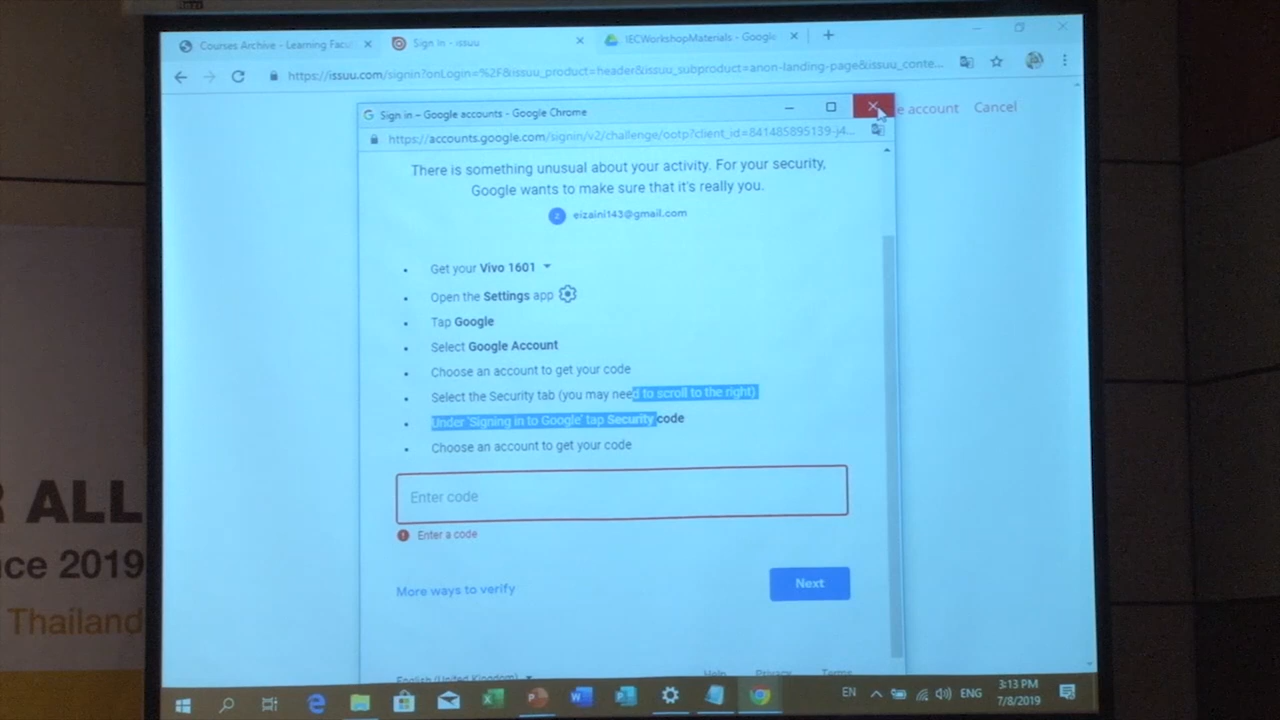 Courses Archive - Learning Facu
Sign in - issuu
IECWorkshopMaterials - Google
https://issuu.com/signin?onLogin=%2F&issuu_product=header&issuu_subproduct=anon-landing-page&issuu_conte...
Sign in – Google accounts - Google Chrome
e account
Cancel
https://accounts.google.com/signin/v2/challenge/ootp?client_id=841485895139-j4...
There is something unusual about your activity. For your security,
Google wants to make sure that it's really you.
z
eizaini143@gmail.com
Get your Vivo 1601
Open the Settings app
Tap Google
Select Google Account
Choose an account to get your code
Select the Security tab (you may need to scroll to the right)
Under 'Signing in to Google' tap Security code
Choose an account to get your code
Enter code
Enter a code
More ways to verify
Next
English (United Kingdom)
Help
Privacy
Terms
R ALL
nce 2019
Thailand
EN
ENG
3:13 PM
7/8/2019